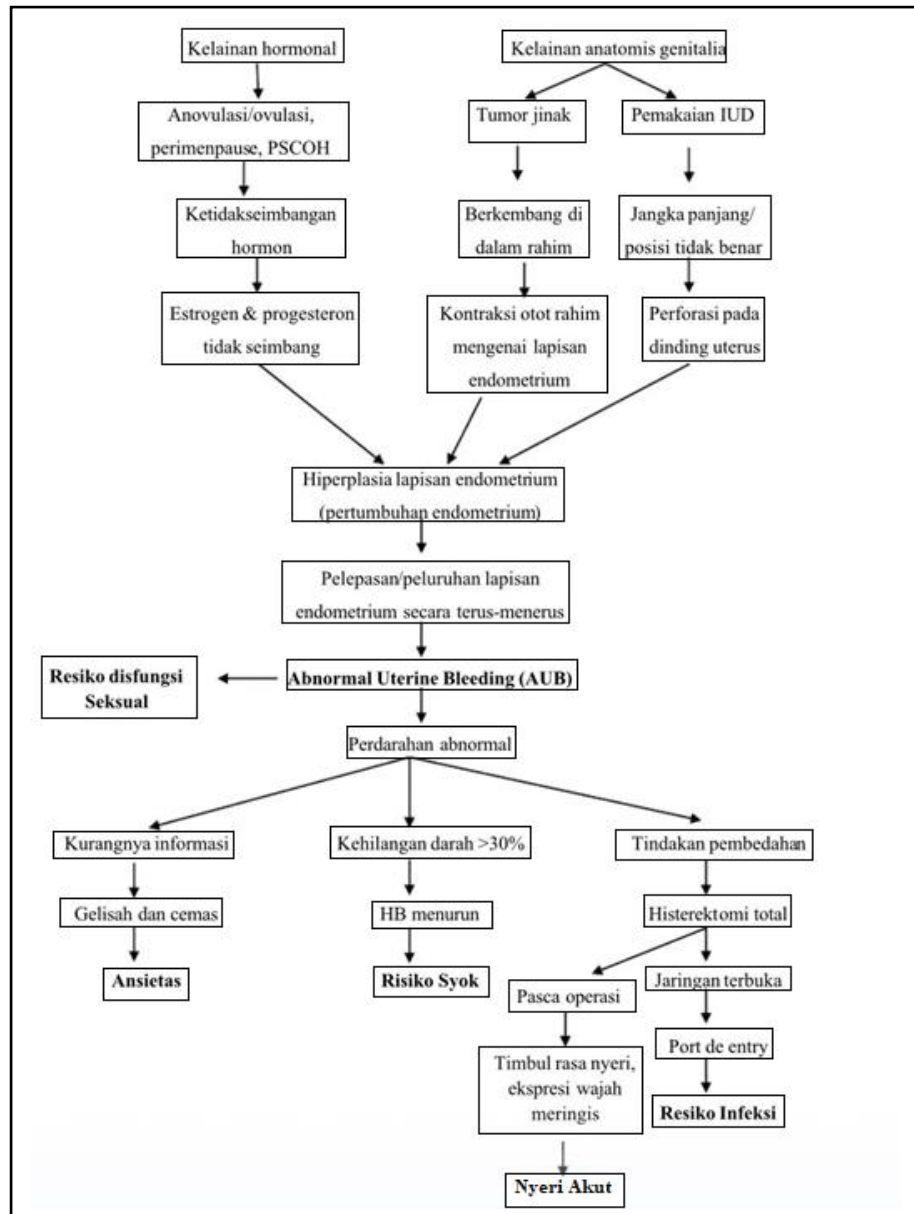 Kelainan hormonal
Kelainan anatomis genitalia
Anovulasi/ovulasi,
perimenpause, PSCOH
Tumor jinak
Pemakaian IUD
Ketidakseimbangan
hormon
Berkembang di
dalam rahim
Jangka panjang/
posisi tidak benar
Estrogen & progesteron
tidak seimbang
Kontraksi otot rahim
mengenai lapisan
endometrium
Perforasi pada
dinding uterus
Hiperplasia lapisan endometrium
(pertumbuhan endometrium)
Pelepasan/peluruhan lapisan
endometrium secara terus-menerus
Resiko disfungsi
Seksual
Abnormal Uterine Bleeding (AUB)
Perdarahan abnormal
Kurangnya informasi
Kehilangan darah >30%
Tindakan pembedahan
Gelisah dan cemas
HB menurun
Histerektomi total
Ansietas
Risiko Syok
Pasca operasi
Jaringan terbuka
Timbul rasa nyeri,
ekspresi wajah
meringis
Port de entry
Resiko Infeksi
Nyeri Akut